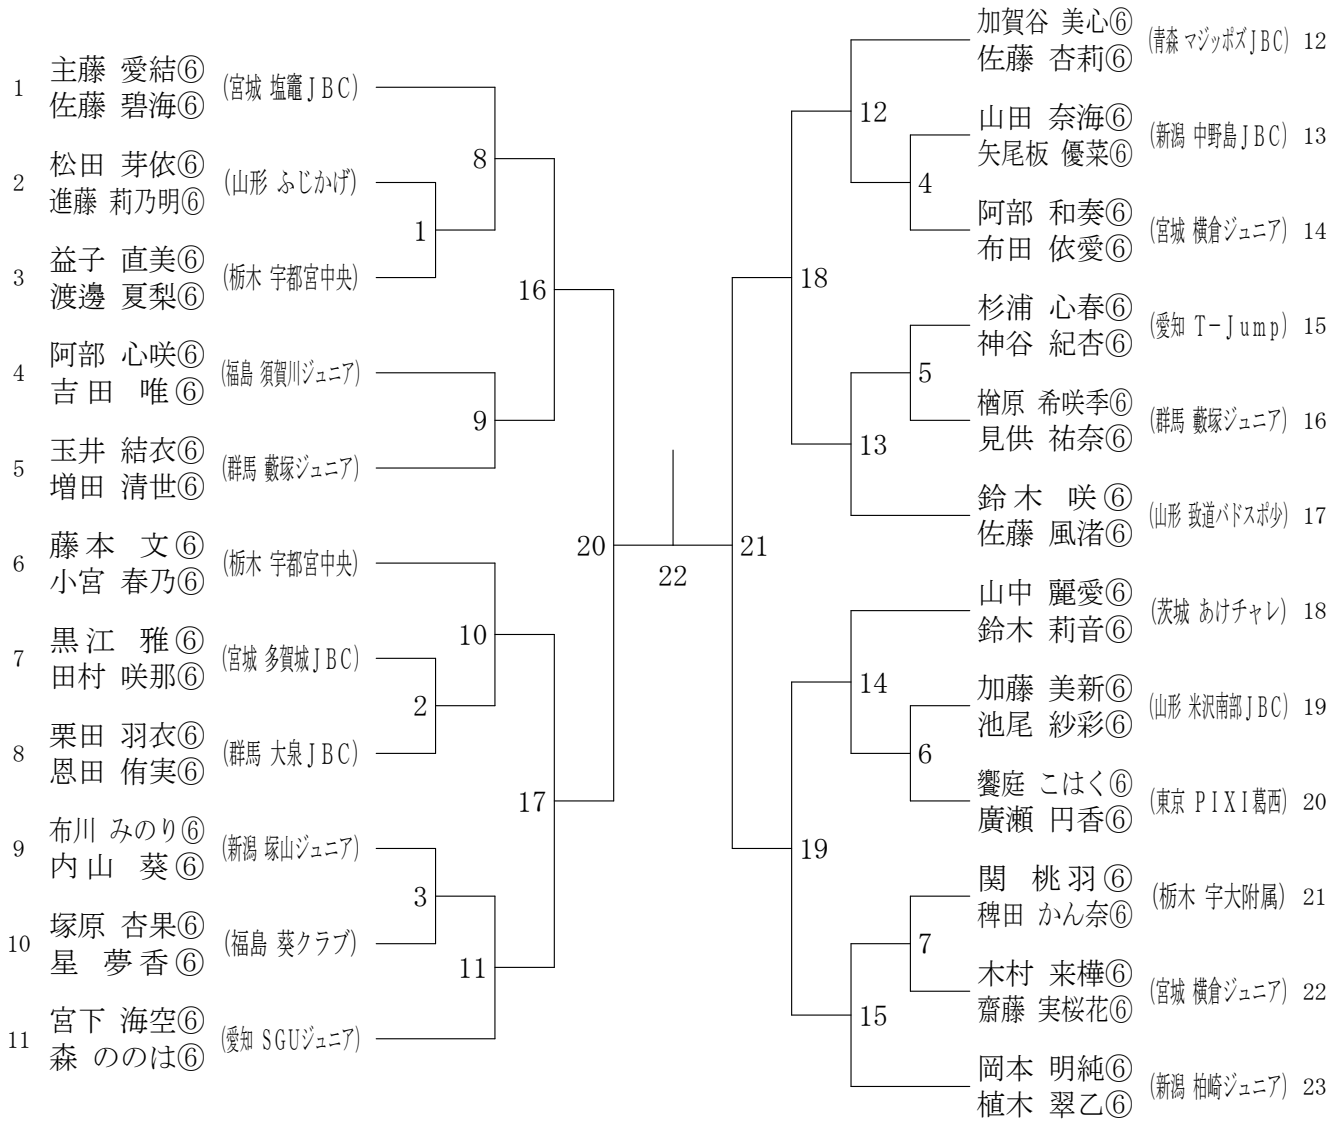 1 主藤 愛結⑥ (宮城 塩竈JBC)
佐藤 碧海⑥
2 松田 芽依⑥ (山形 ふじかげ)
進藤 莉乃明⑥
3 益子 直美⑥ (栃木 宇都宮中央)
渡邊 夏梨⑥
4 阿部 心咲⑥ (福島 須賀川ジュニア)
吉田 唯⑥
5 玉井 結衣⑥ (群馬 藪塚ジュニア)
増田 清世⑥
6 藤本 文⑥ (栃木 宇都宮中央)
小宮 春乃⑥
7 黒江 雅⑥ (宮城 多賀城JBC)
田村 咲那⑥
8 栗田 羽衣⑥ (群馬 大泉JBC)
恩田 侑実⑥
9 布川 みのり⑥ (新潟 塚山ジュニア)
内山 葵⑥
10 塚原 杏果⑥ (福島 葵クラブ)
星 夢香⑥
11 宮下 海空⑥ (愛知 SGUジュニア)
森 ののは⑥
8
1
16
9
20
10
2
17
3
11
22
21
12
4
18
5
13
14
6
19
7
15
加賀谷 美心⑥ (青森 マジッポズJBC) 12
佐藤 杏莉⑥
山田 奈海⑥ (新潟 中野島JBC) 13
矢尾板 優菜⑥
阿部 和奏⑥ (宮城 横倉ジュニア) 14
布田 依愛⑥
杉浦 心春⑥ (愛知 T-Jump) 15
神谷 紀杏⑥
楢原 希咲季⑥ (群馬 藪塚ジュニア) 16
見供 祐奈⑥
鈴木 咲⑥ (山形 致道バドスポ少) 17
佐藤 風渚⑥
山中 麗愛⑥ (茨城 あけチャレ) 18
鈴木 莉音⑥
加藤 美新⑥ (山形 米沢南部JBC) 19
池尾 紗彩⑥
饗庭 こはく⑥ (東京 PIXI葛西) 20
廣瀬 円香⑥
関 桃羽⑥ (栃木 宇大附属) 21
稗田 かん奈⑥
木村 来樺⑥ (宮城 横倉ジュニア) 22
齋藤 実桜花⑥
岡本 明純⑥ (新潟 柏崎ジュニア) 23
植木 翠乙⑥